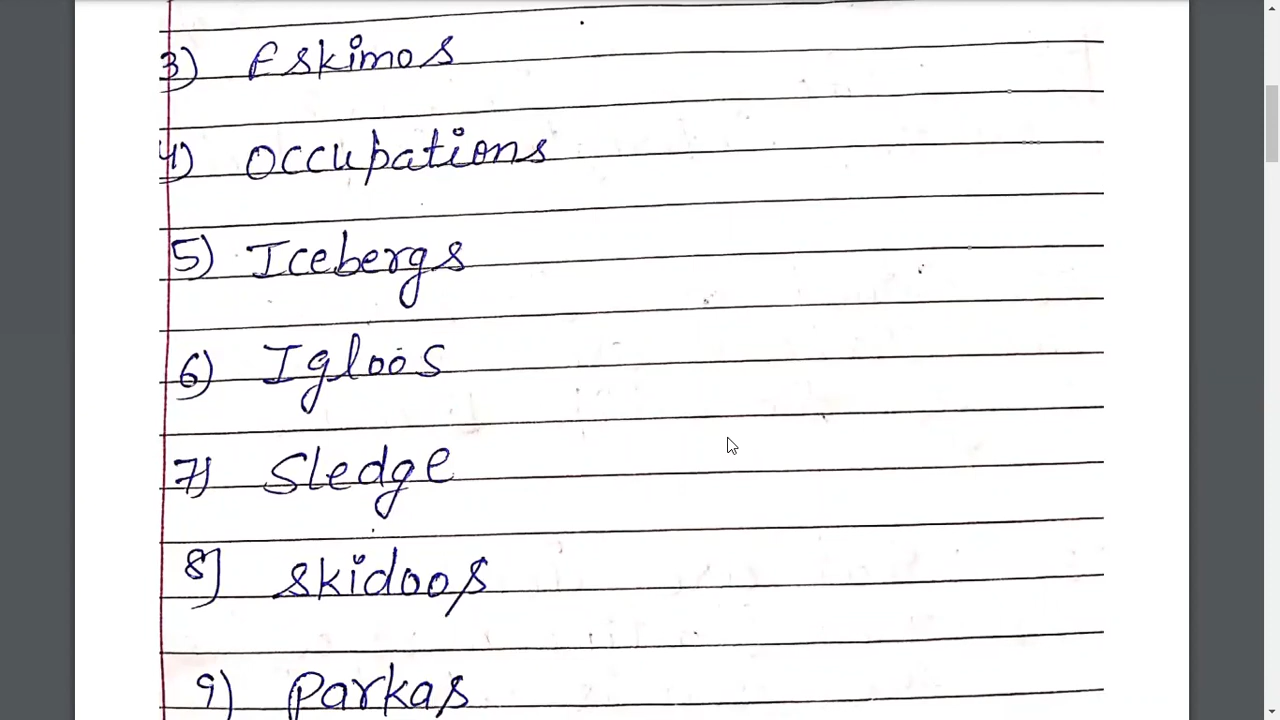 3) Eskimos
4) Occupations
5) Icebergs
6) Igloos
7) Sledge
8) skidoos
9) parkas